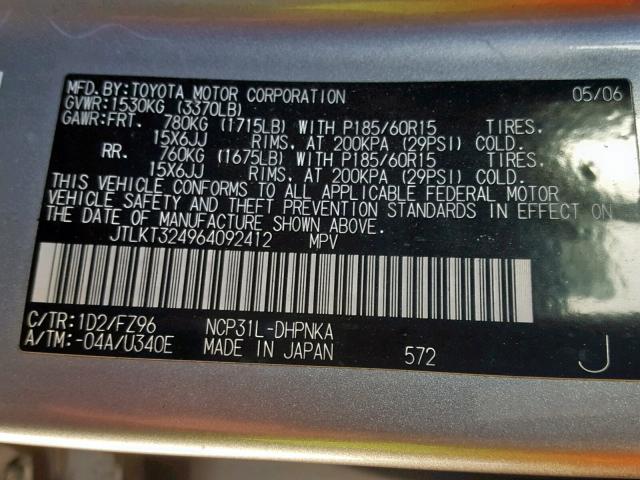 MFD. BY:TOYOTA MOTOR CORPORATION 05/06
GVWR:1530KG (3370LB)
GAWR:FRT. 780KG (1715LB) WITH P185/60R15 TIRES.
15X6JJ RIMS. AT 200KPA (29PSI) COLD.
RR. 760KG (1675LB) WITH P185/60R15 TIRES.
15X6JJ RIMS. AT 200KPA (29PSI) COLD.
THIS VEHICLE CONFORMS TO ALL APPLICABLE FEDERAL MOTOR
VEHICLE SAFETY AND THEFT PREVENTION STANDARDS IN EFFECT ON
THE DATE OF MANUFACTURE SHOWN ABOVE.
JTLKT324964092412 MPV
C/TR:1D2/FZ96 NCP31L-DHPNKA
A/TM:-04A/U340E MADE IN JAPAN 572 J